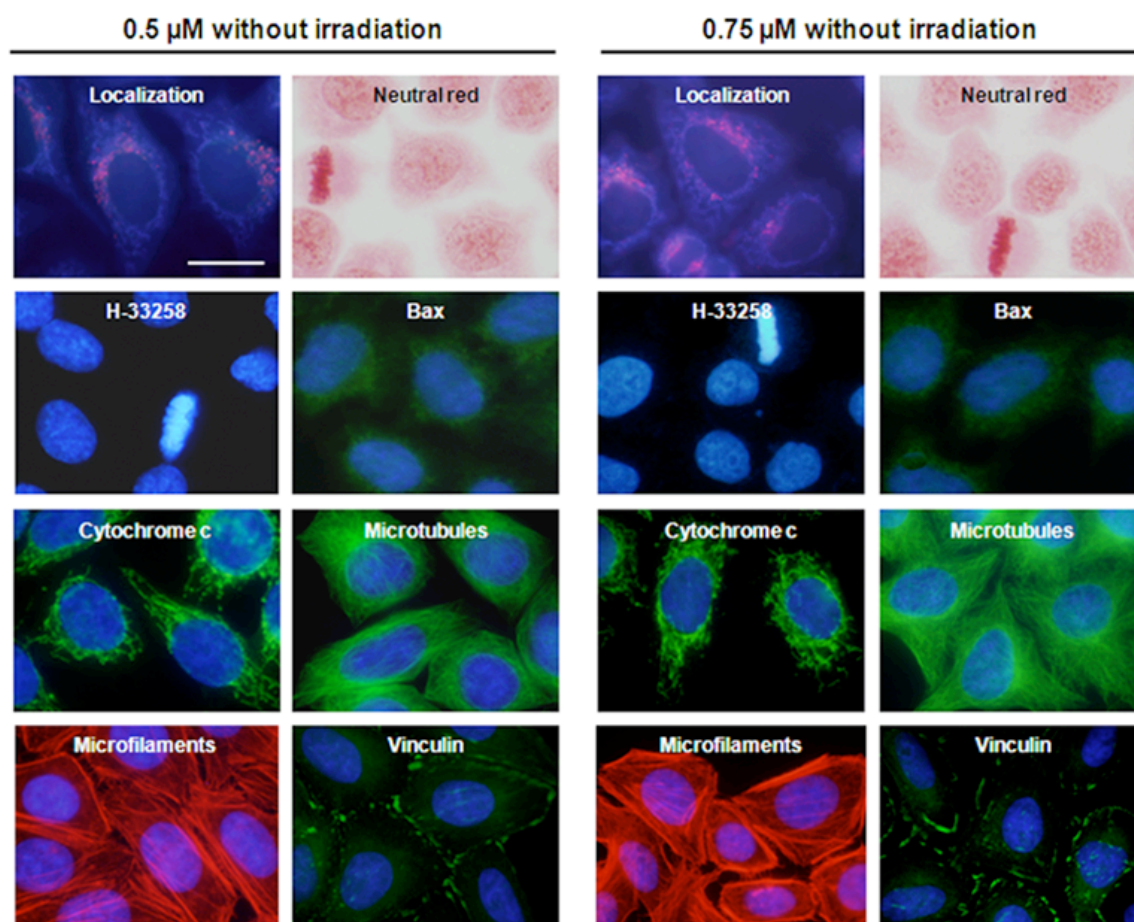 0.5 µM without irradiation
0.75 µM without irradiation
Localization
Neutral red
Localization
Neutral red
H-33258
Bax
H-33258
Bax
Cytochrome c
Microtubules
Cytochrome c
Microtubules
Microfilaments
Vinculin
Microfilaments
Vinculin